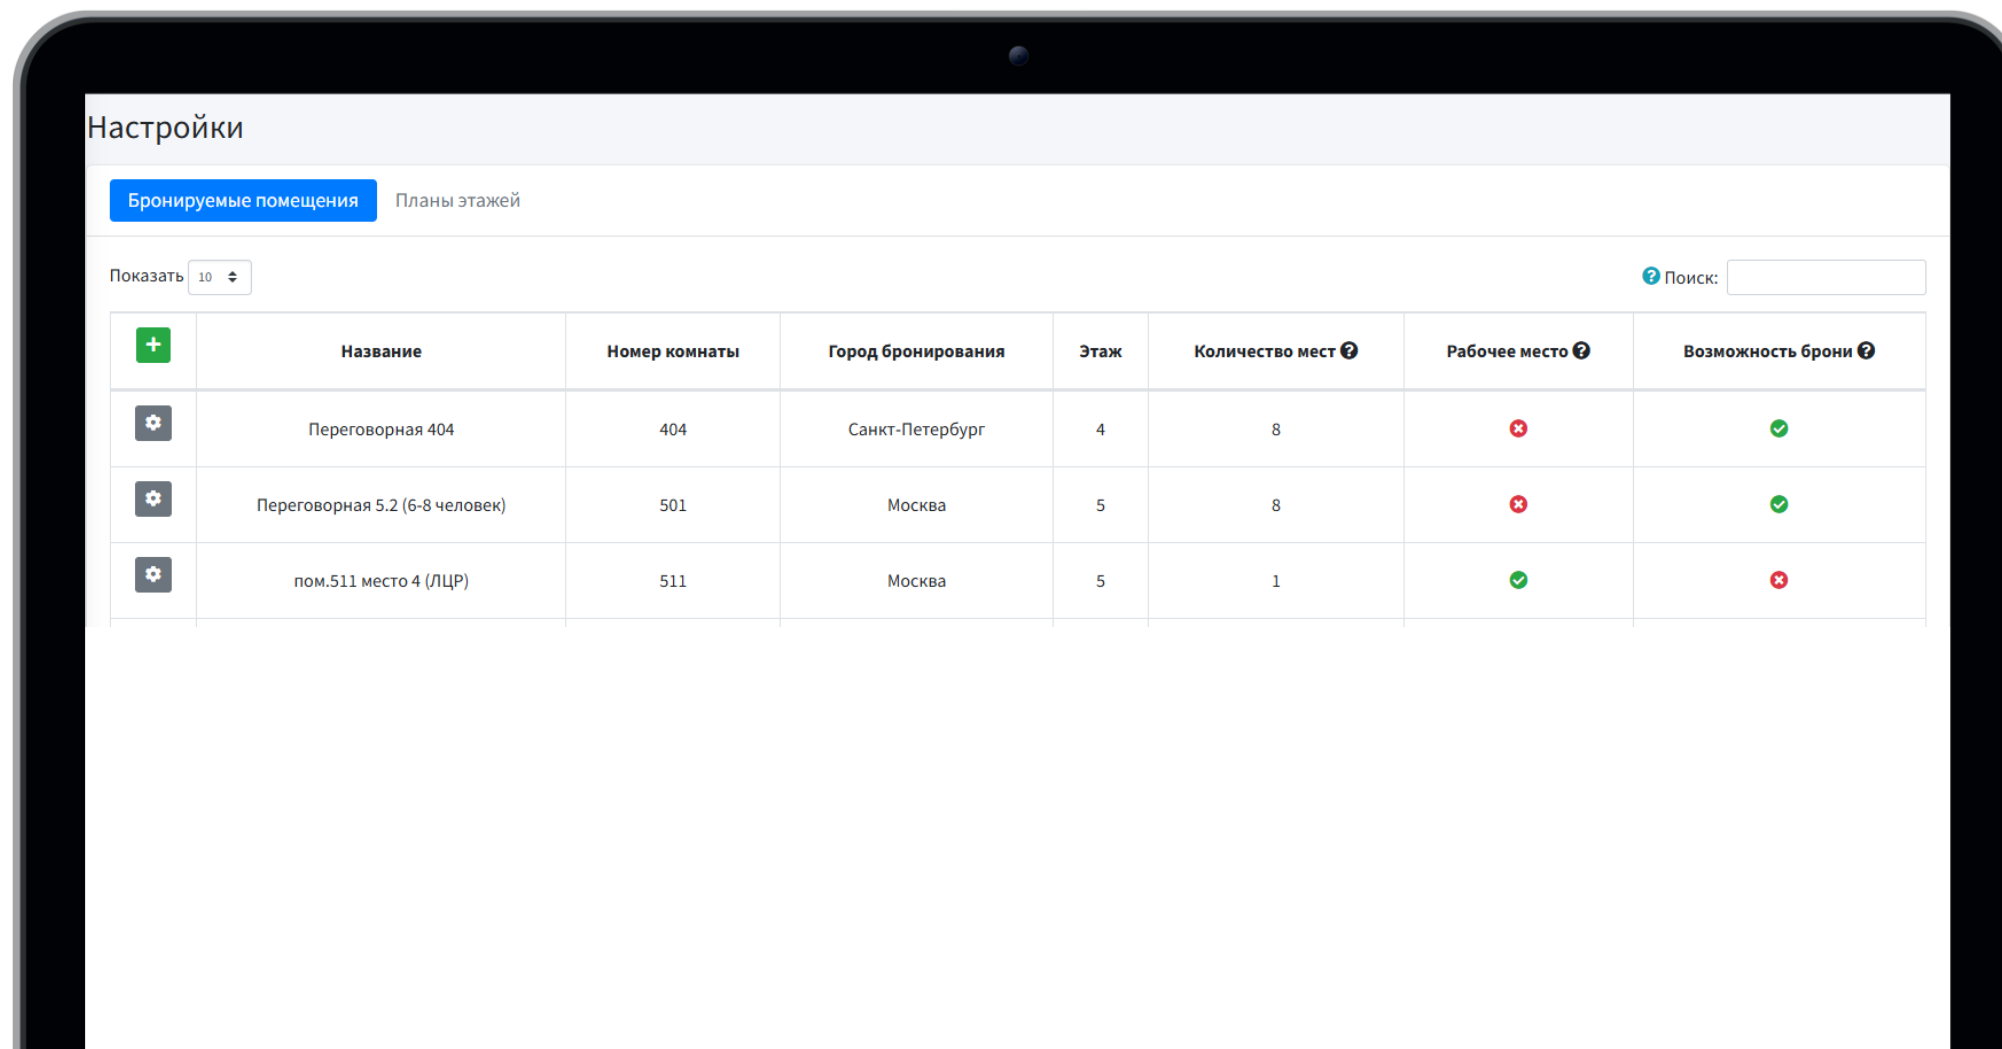 Настройки
Бронируемые помещения Планы этажей
Показать 10 Поиск:
Название Номер комнаты Город бронирования Этаж Количество мест Рабочее место Возможность брони
Переговорная 404 404 Санкт-Петербург 4 8
Переговорная 5.2 (6-8 человек) 501 Москва 5 8
пом.511 место 4 (ЛЦР) 511 Москва 5 1